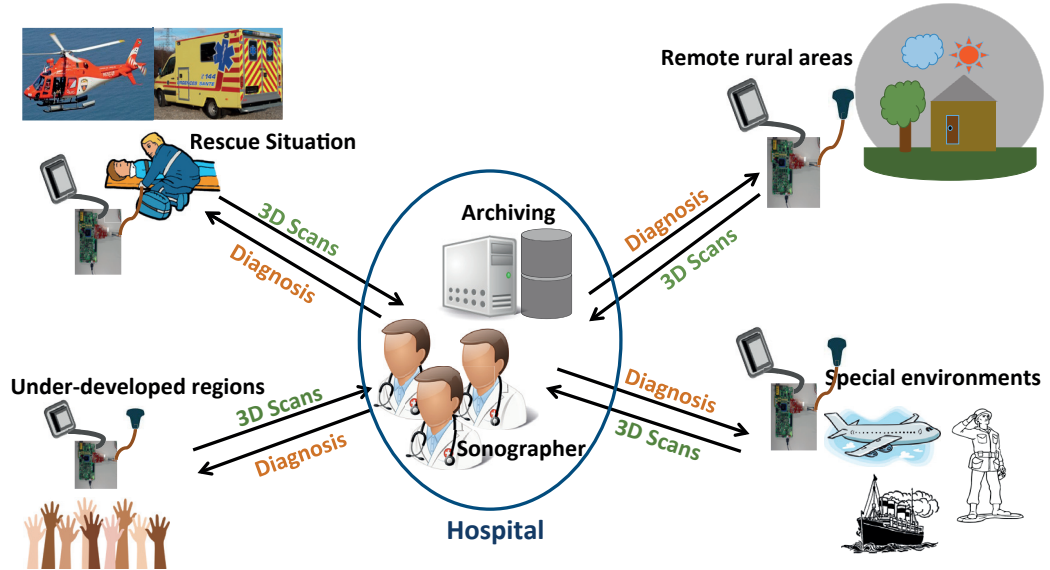 Remote rural areas
144
Rescue Situation
3D Scans
Diagnosis
Archiving
Diagnosis
3D Scans
Under-developed regions
3D Scans
Diagnosis
Sonographer
Hospital
Diagnosis
3D Scans
Special environments